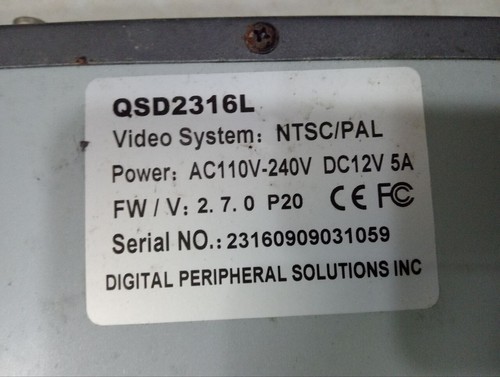 QSD2316L
Video System: NTSC/PAL
Power: AC110V-240V DC12V 5A
FW / V: 2. 7. 0 P20 CE FC
Serial NO.: 23160909031059
DIGITAL PERIPHERAL SOLUTIONS INC